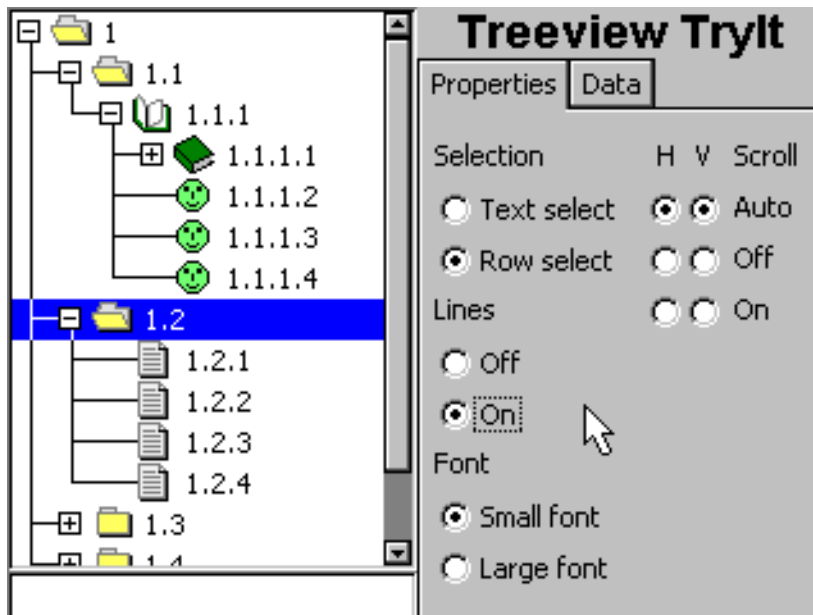 1
1.1
1.1.1
1.1.1.1
1.1.1.2
1.1.1.3
1.1.1.4
1.2
1.2.1
1.2.2
1.2.3
1.2.4
1.3
1.4
Treeview TryIt
Properties Data
Selection H V Scroll
Text select Auto
Row select Off
Lines On
Off
On
Font
Small font
Large font